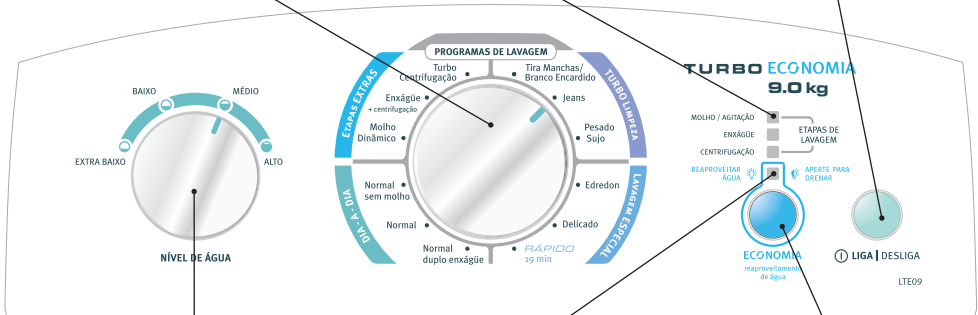 BAIXO
MÉDIO
EXTRA BAIXO
ALTO
NÍVEL DE ÁGUA
PROGRAMAS DE LAVAGEM
ETAPAS EXTRAS
TURBO LIMPEZA
DIA - A - DIA
LAVAGEM ESPECIAL
Turbo
Centrifugação
Enxágüe
+ centrifugação
Molho
Dinâmico
Normal
sem molho
Normal
Normal
duplo enxágüe
Tira Manchas/
Branco Encardido
Jeans
Pesado
Sujo
Edredon
Delicado
RÁPIDO
19 min
TURBO ECONOMIA
9.0 kg
MOLHO / AGITAÇÃO
ENXÁGÜE
CENTRIFUGAÇÃO
ETAPAS DE
LAVAGEM
REAPROVEITAR
ÁGUA
APERTE PARA
DRENAR
ECONOMIA
reaproveitamento
de água
LIGA | DESLIGA
LTE09